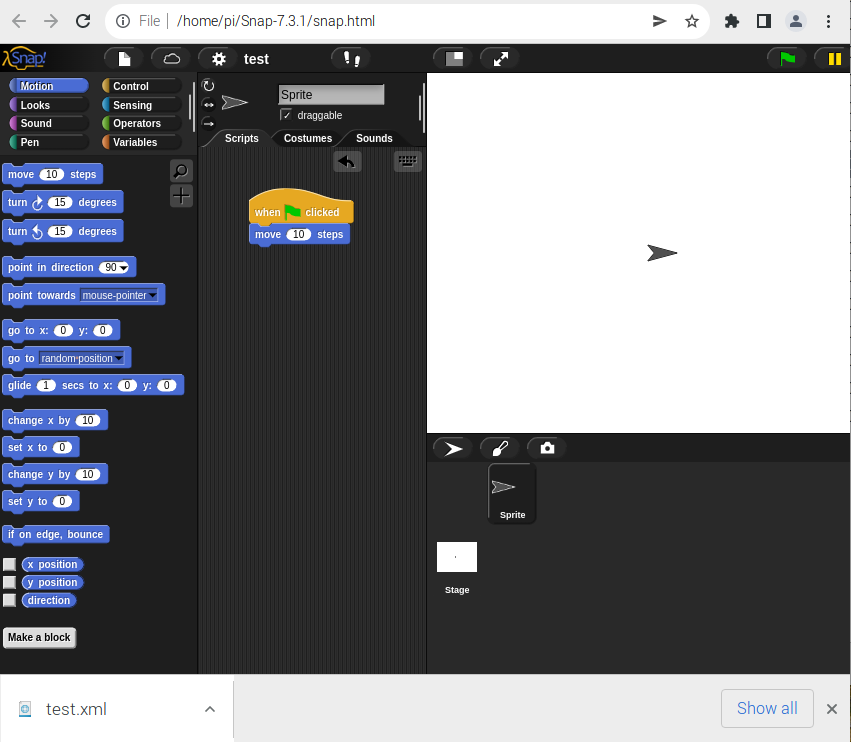 File | /home/pi/Snap-7.3.1/snap.html
Snap!
test
Motion Control
Looks Sensing
Sound Operators
Pen Variables
Sprite
draggable
Scripts Costumes Sounds
move 10 steps
turn 15 degrees
turn 15 degrees
point in direction 90
point towards mouse-pointer
go to x: 0 y: 0
go to random position
glide 1 secs to x: 0 y: 0
change x by 10
set x to 0
change y by 10
set y to 0
if on edge, bounce
x position
y position
direction
Make a block
when clicked
move 10 steps
Sprite
Stage
test.xml
Show all